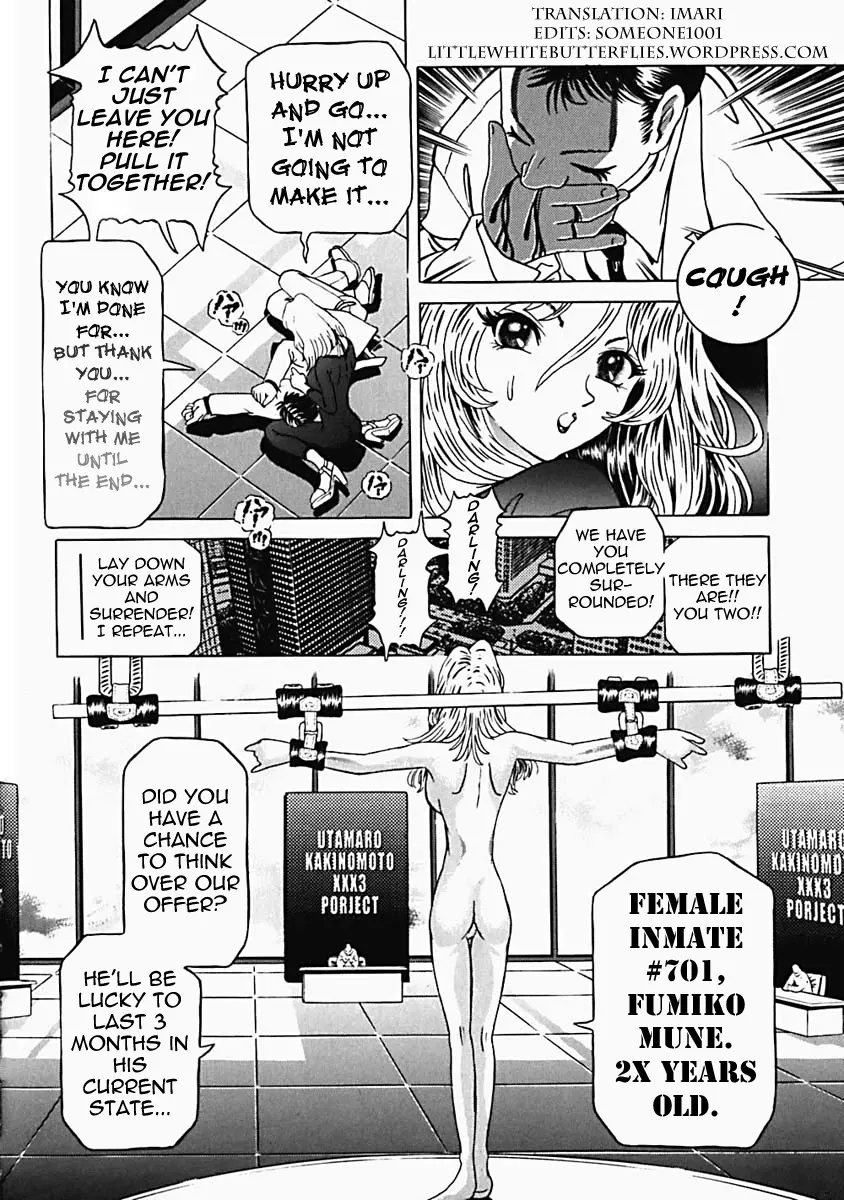 TRANSLATION: IMARI
EDITS: SOMEONE1001
LITTLEWHITEBUTTERFLIES.WORDPRESS.COM
COUGH
!
HURRY UP
AND GO...
I'M NOT
GOING TO
MAKE IT...
I CAN'T
JUST
LEAVE YOU
HERE!
PULL IT
TOGETHER!
YOU KNOW
I'M DONE
FOR...
BUT THANK
YOU...
FOR
STAYING
WITH ME
UNTIL
THE END...
THERE THEY
ARE!!
YOU TWO!!
WE HAVE
YOU
COMPLETELY
SUR-
ROUNDED!
DARLING!
DARLING!!!
LAY DOWN
YOUR ARMS
AND
SURRENDER!
I REPEAT...
FEMALE
INMATE
#701,
FUMIKO
MUNE.
2X YEARS
OLD.
DID YOU
HAVE A
CHANCE
TO THINK
OVER OUR
OFFER?
HE'LL BE
LUCKY TO
LAST 3
MONTHS IN
HIS
CURRENT
STATE...
UTAMARO
KAKINOMOTO
XXX3
PORJECT
UTAMARO
KAKINOMOT
XXX3
PORJECT
TO